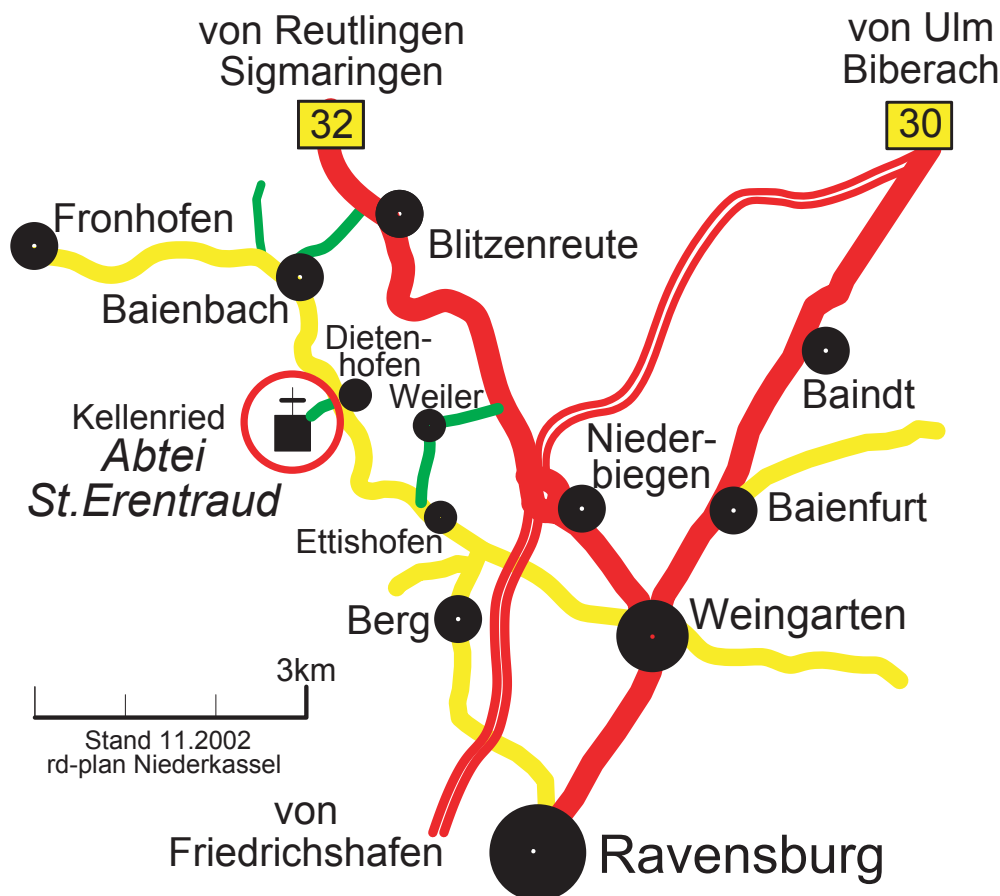 von Reutlingen
Sigmaringen
32
von Ulm
Biberach
30
Fronhofen
Blitzenreute
Baienbach
Dieten-
hofen
Weiler
Baindt
Kellenried
Abtei
St.Erentraud
Nieder-
biegen
Baienfurt
Ettishofen
Berg
Weingarten
3km
Stand 11.2002
rd-plan Niederkassel
von
Friedrichshafen
Ravensburg